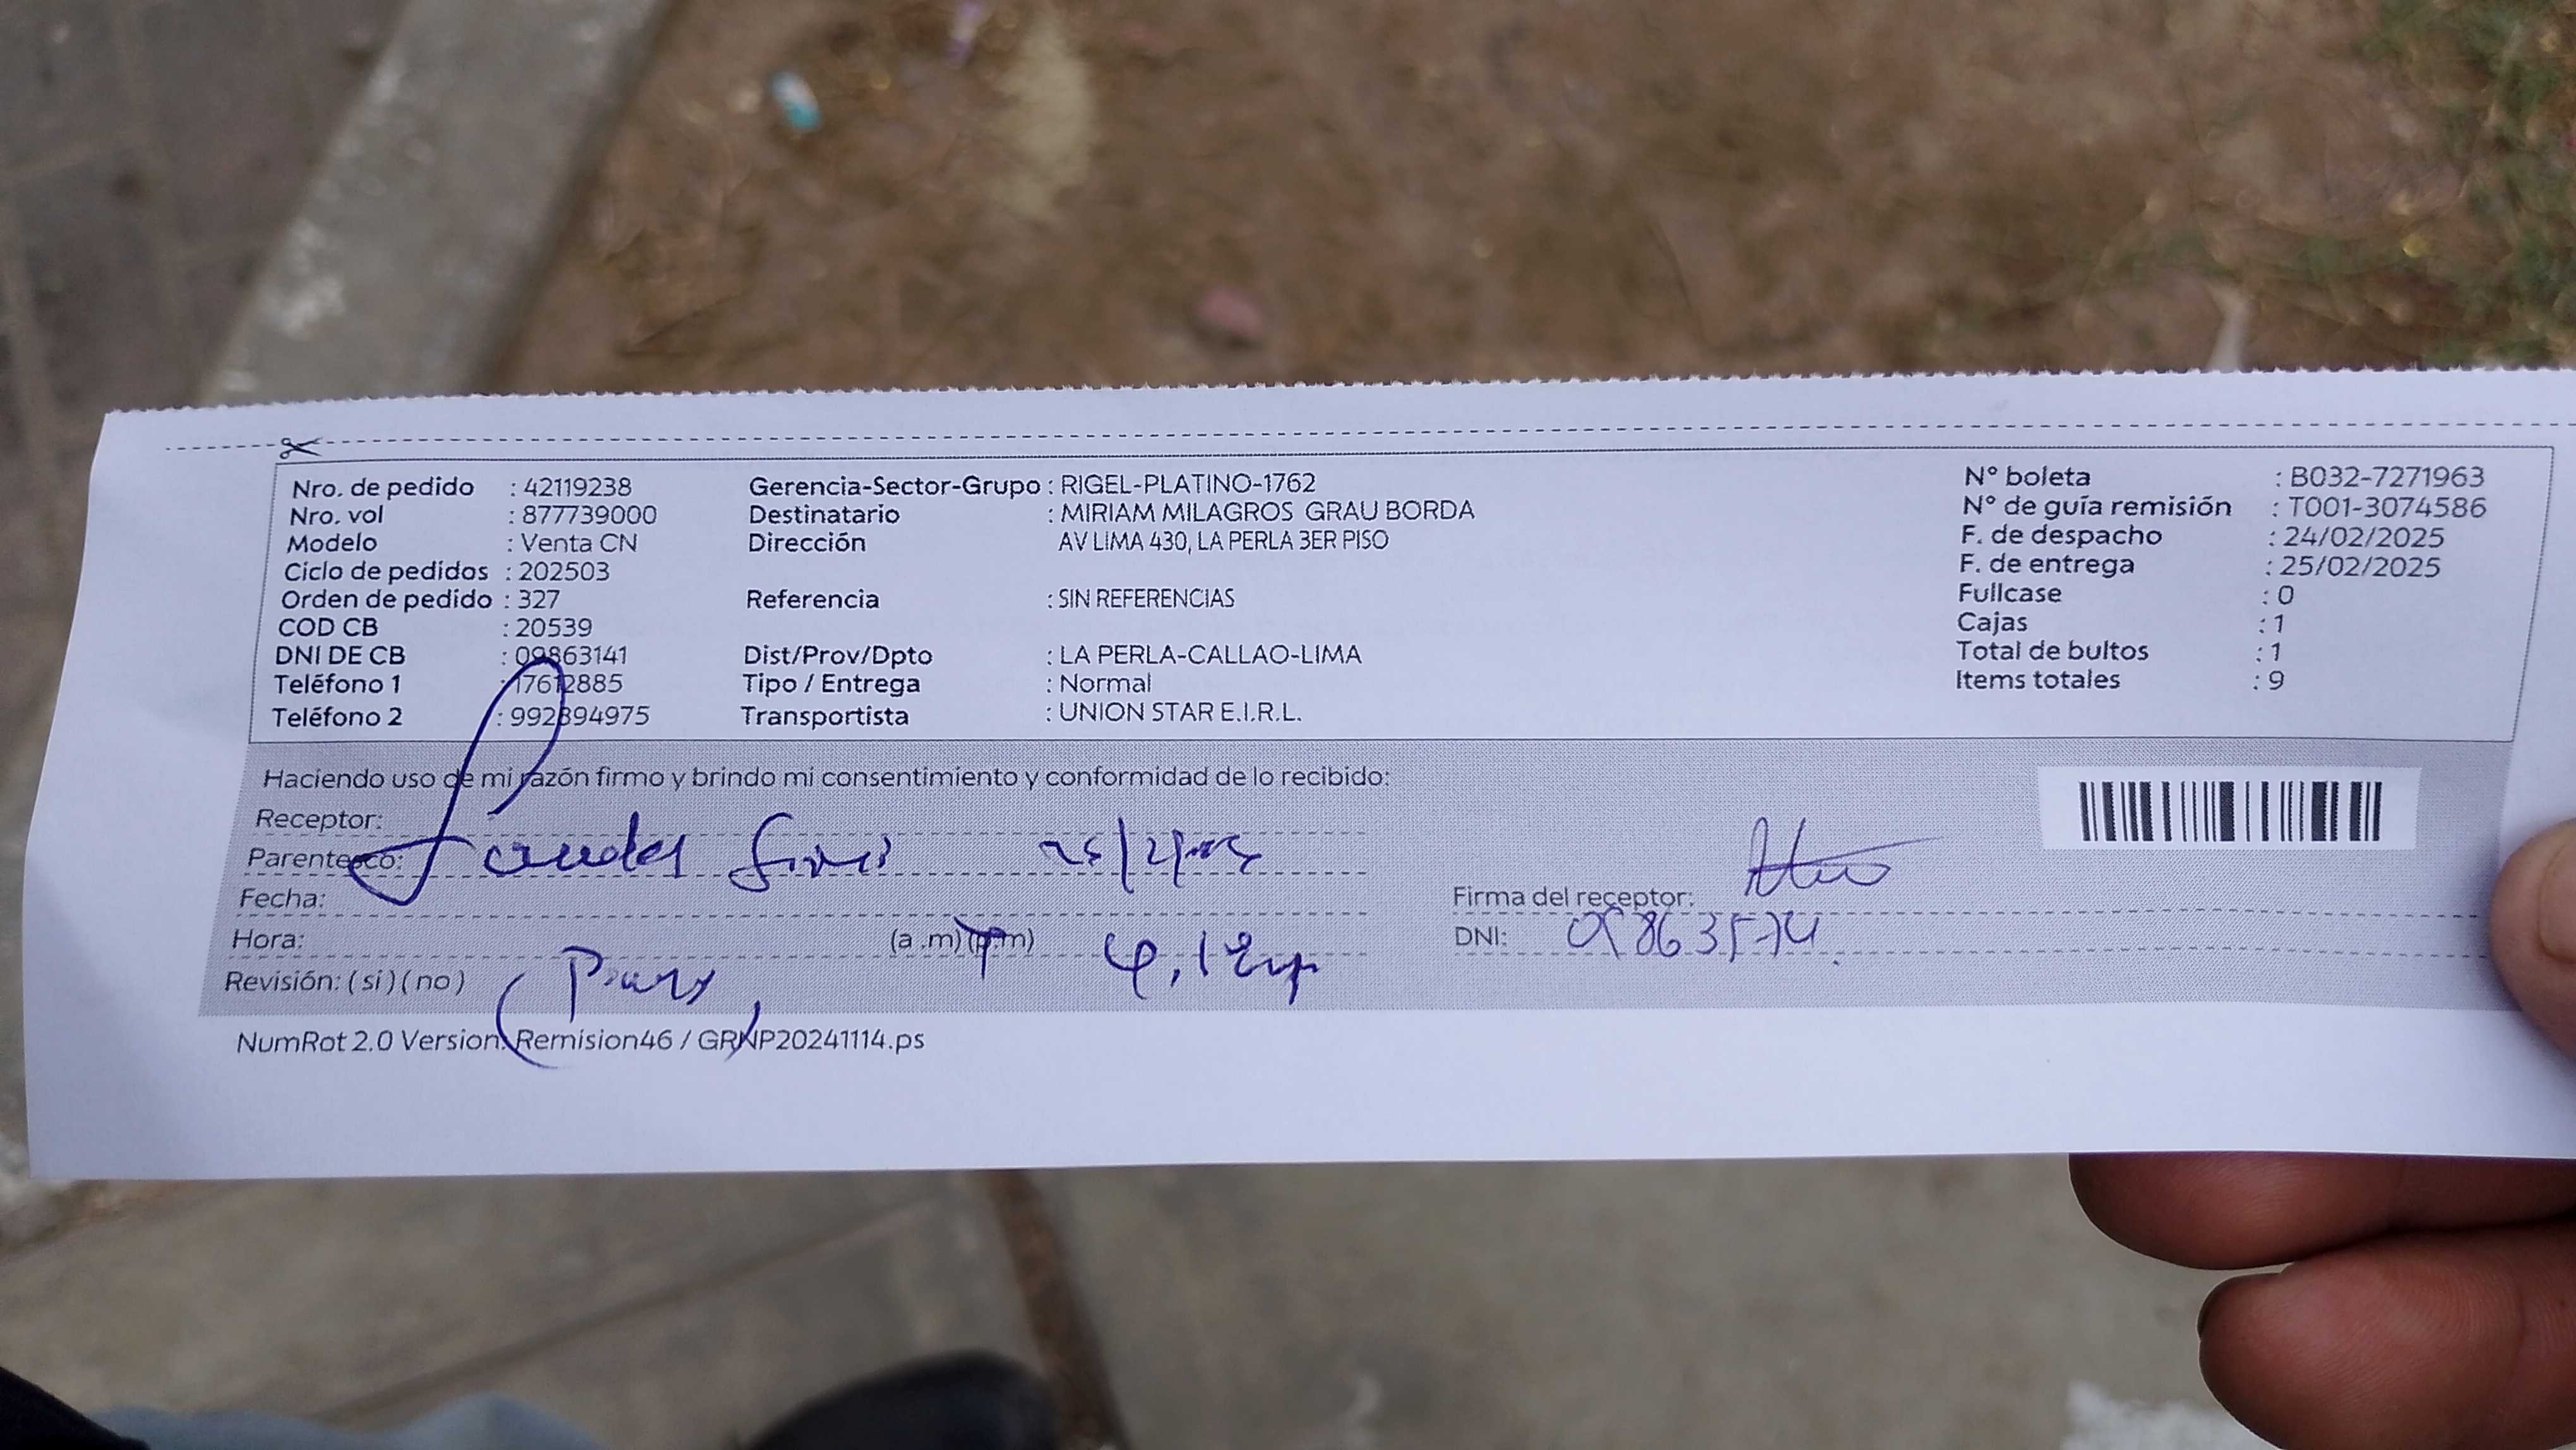 Nro. de pedido : 42119238 Gerencia-Sector-Grupo : RIGEL-PLATINO-1762 N° boleta : B032-7271963
Nro. vol : 877739000 Destinatario : MIRIAM MILAGROS GRAU BORDA N° de guía remisión : T001-3074586
Modelo : Venta CN Dirección AV LIMA 430, LA PERLA 3ER PISO F. de despacho : 24/02/2025
Ciclo de pedidos : 202503 F. de entrega : 25/02/2025
Orden de pedido : 327 Referencia : SIN REFERENCIAS Fullcase : 0
COD CB : 20539 Cajas : 1
DNI DE CB : 09863141 Dist/Prov/Dpto : LA PERLA-CALLAO-LIMA Total de bultos : 1
Teléfono 1 : 17612885 Tipo / Entrega : Normal Items totales : 9
Teléfono 2 : 992894975 Transportista : UNION STAR E.I.R.L.
Haciendo uso de mi razón firmo y brindo mi consentimiento y conformidad de lo recibido:
Receptor:
Parentesco:
Fecha: Firma del receptor:
Hora: (a .m) (p.m) DNI:
Revisión: ( si ) ( no )
NumRot 2.0 Version: Remision46 / GRNP20241114.ps